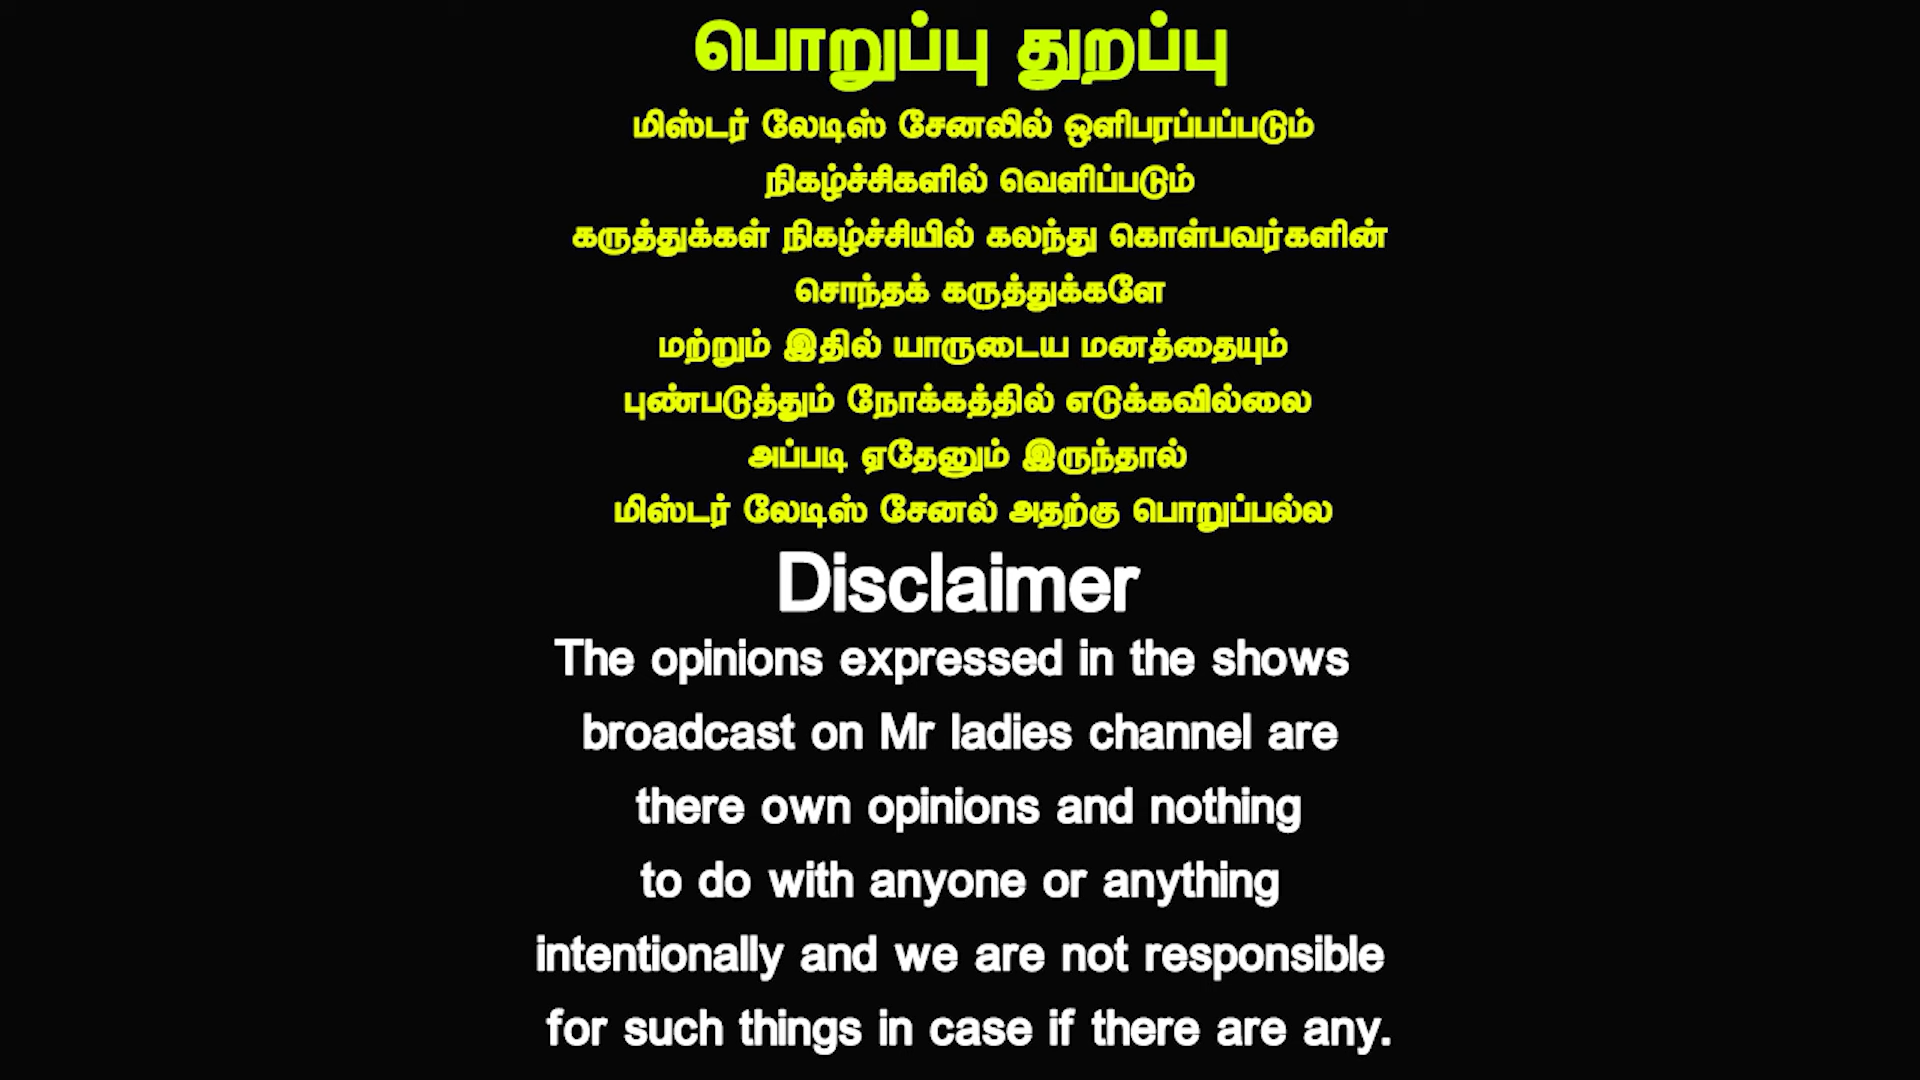 பொறுப்பு துறப்பு
மிஸ்டர் லேடிஸ் சேனலில் ஒளிபரப்பப்படும்
நிகழ்ச்சிகளில் வெளிப்படும்
கருத்துக்கள் நிகழ்ச்சியில் கலந்து கொள்பவர்களின்
சொந்தக் கருத்துக்களே
மற்றும் இதில் யாருடைய மனத்தையும்
புண்படுத்தும் நோக்கத்தில் எடுக்கவில்லை
அப்படி ஏதேனும் இருந்தால்
மிஸ்டர் லேடிஸ் சேனல் அதற்கு பொறுப்பல்ல
Disclaimer
The opinions expressed in the shows
broadcast on Mr ladies channel are
there own opinions and nothing
to do with anyone or anything
intentionally and we are not responsible
for such things in case if there are any.